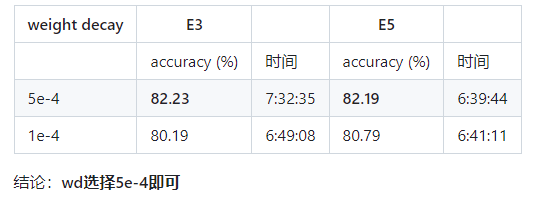 weight decay E3 E5
accuracy (%) 时间 accuracy (%) 时间
5e-4 82.23 7:32:35 82.19 6:39:44
1e-4 80.19 6:49:08 80.79 6:41:11
结论：wd选择5e-4即可